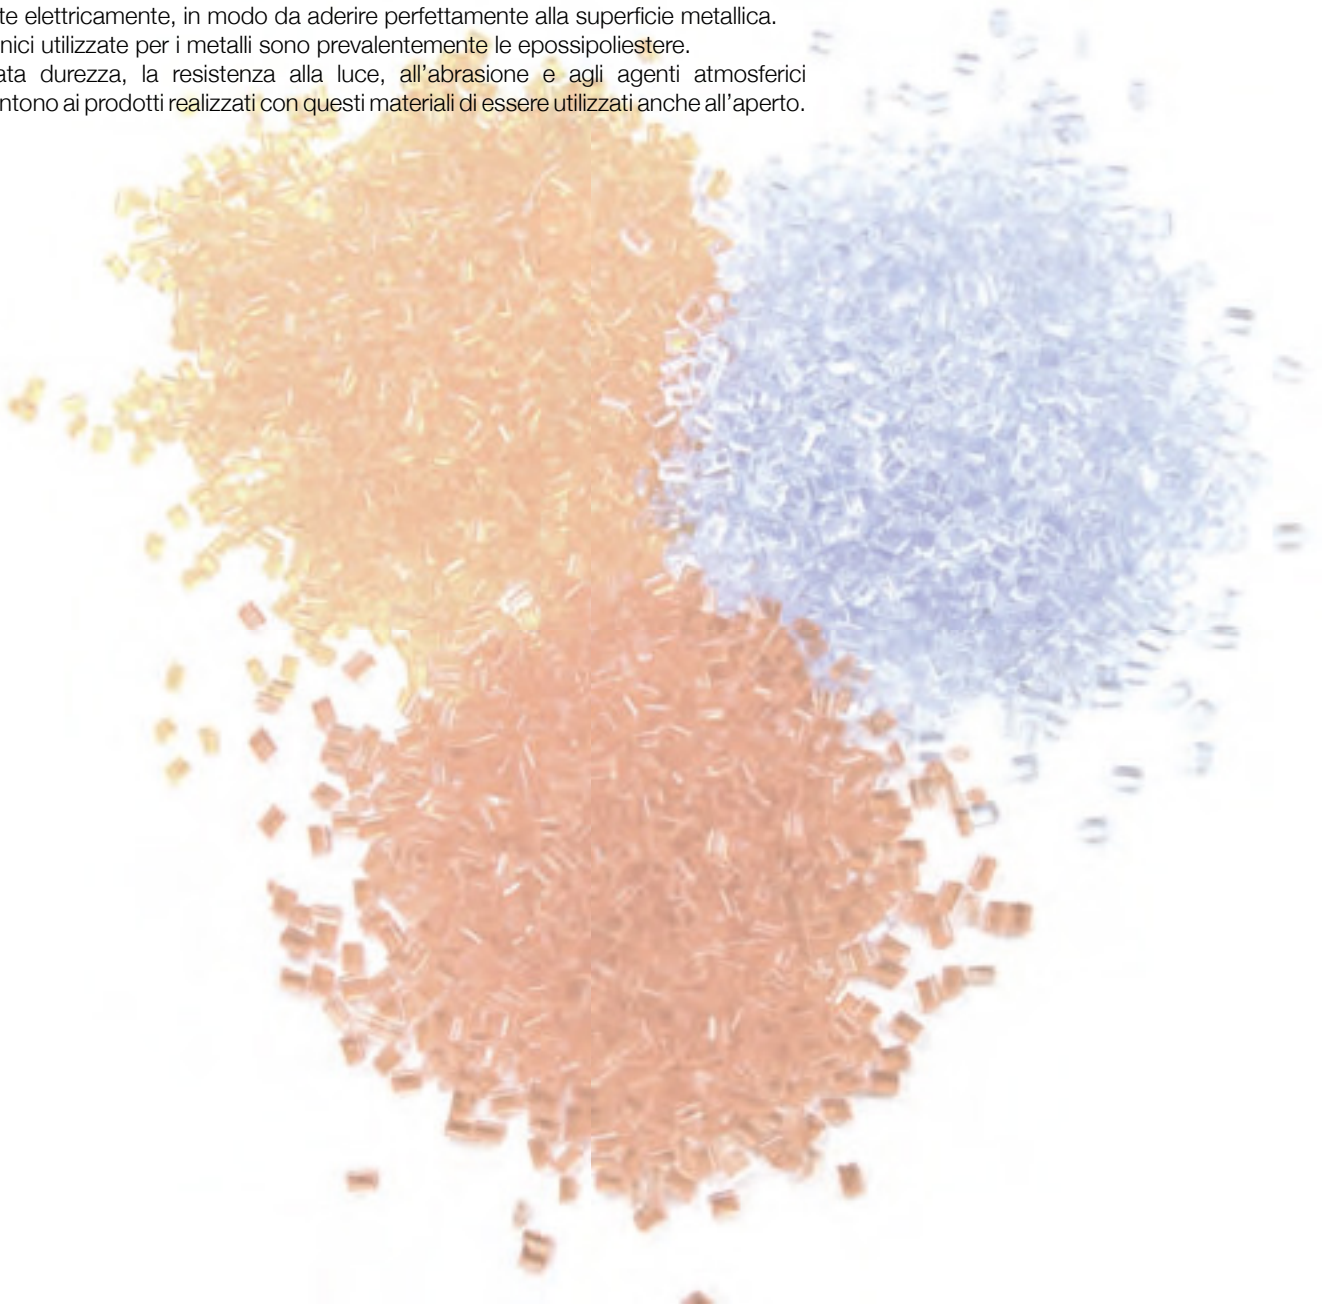 te elettricamente, in modo da aderire perfettamente alla superficie metallica.
nici utilizzate per i metalli sono prevalentemente le epossipoliestere.
ata durezza, la resistenza alla luce, all’abrasione e agli agenti atmosferici
ntono ai prodotti realizzati con questi materiali di essere utilizzati anche all’aperto.